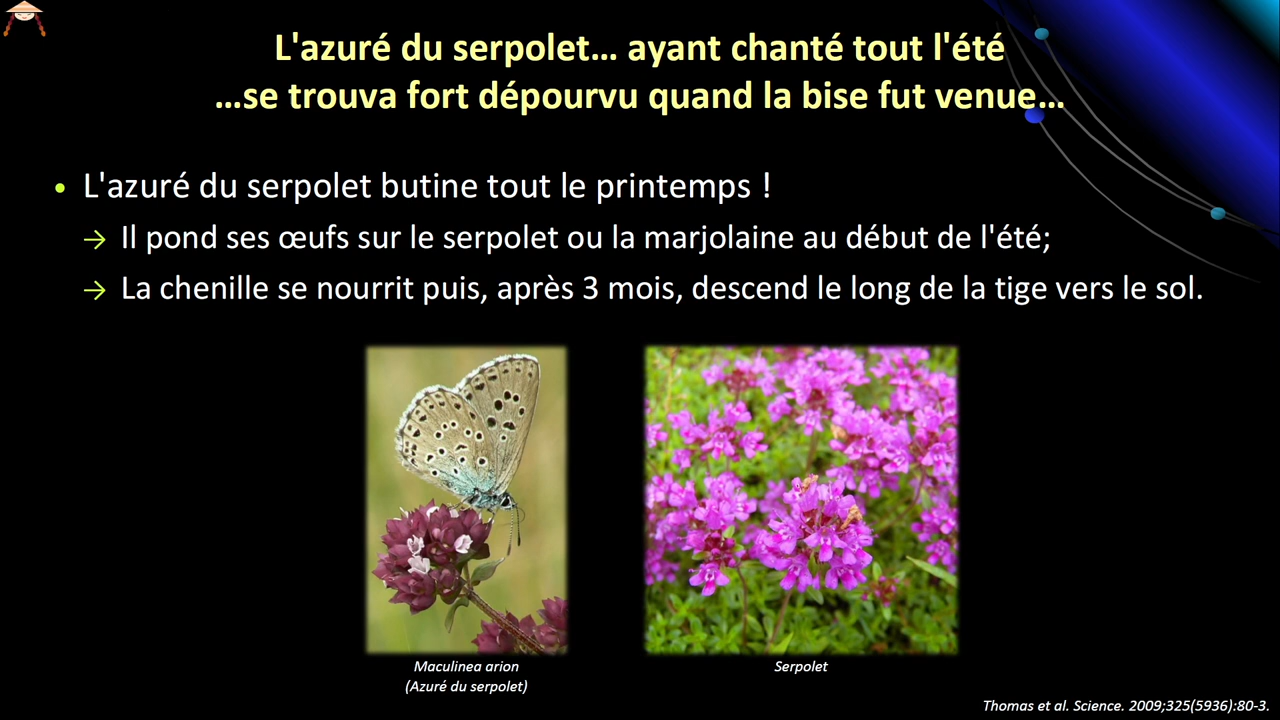 L'azuré du serpolet… ayant chanté tout l'été
…se trouva fort dépourvu quand la bise fut venue…
• L'azuré du serpolet butine tout le printemps !
→ Il pond ses œufs sur le serpolet ou la marjolaine au début de l'été;
→ La chenille se nourrit puis, après 3 mois, descend le long de la tige vers le sol.
Maculinea arion
(Azuré du serpolet)
Serpolet
Thomas et al. Science. 2009;325(5936):80-3.